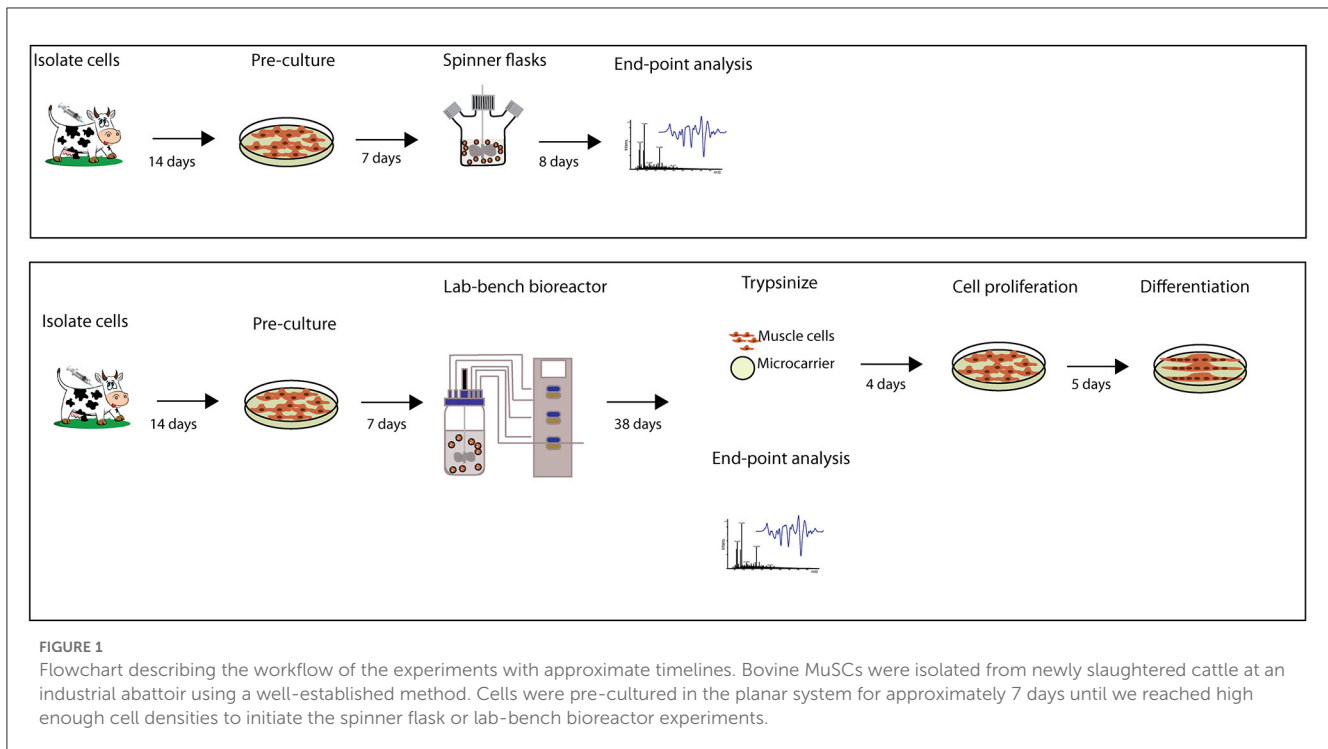 Isolate cells
Pre-culture
Spinner flasks
End-point analysis
14 days
7 days
8 days
Intens.
m/z
Lab-bench bioreactor
Trypsinize
Cell proliferation
Differentiation
Isolate cells
Pre-culture
Muscle cells
Microcarrier
14 days
7 days
38 days
4 days
5 days
End-point analysis
Intens.
m/z
FIGURE 1
Flowchart describing the workflow of the experiments with approximate timelines. Bovine MuSCs were isolated from newly slaughtered cattle at an
industrial abattoir using a well-established method. Cells were pre-cultured in the planar system for approximately 7 days until we reached high
enough cell densities to initiate the spinner flask or lab-bench bioreactor experiments.